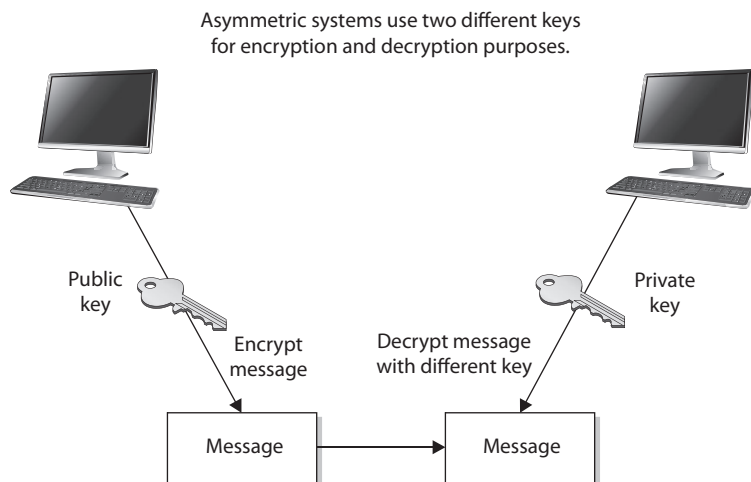 Asymmetric systems use two different keys
for encryption and decryption purposes.
Public
key
Private
key
Encrypt
message
Decrypt message
with different key
Message
Message